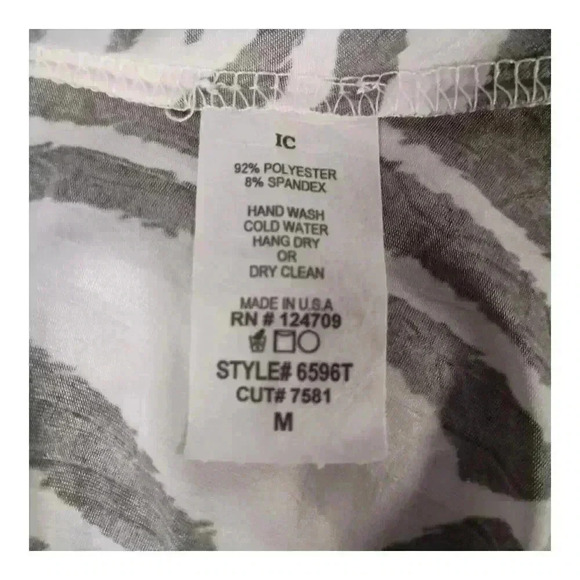 IC
92% POLYESTER
8% SPANDEX
HAND WASH
COLD WATER
HANG DRY
OR
DRY CLEAN
MADE IN U.S.A
RN # 124709
STYLE# 6596T
CUT# 7581
M